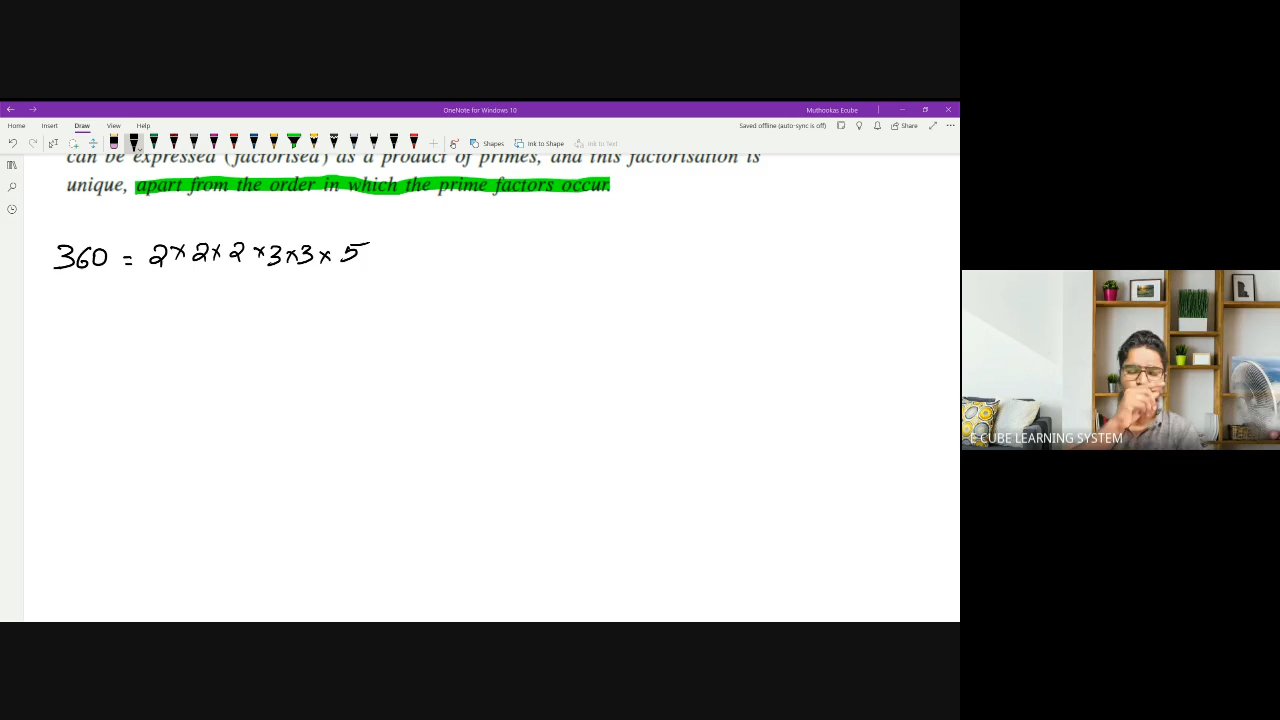 OneNote for Windows 10
Muthookas Ecube
Home Insert Draw View Help
Saved offline (auto-sync is off)
Share
Shapes
Ink to Shape
Ink to Text
can be expressed (factorised) as a product of primes, and this factorisation is
unique, apart from the order in which the prime factors occur.
360 = 2 × 2 × 2 × 3 × 3 × 5
E CUBE LEARNING SYSTEM